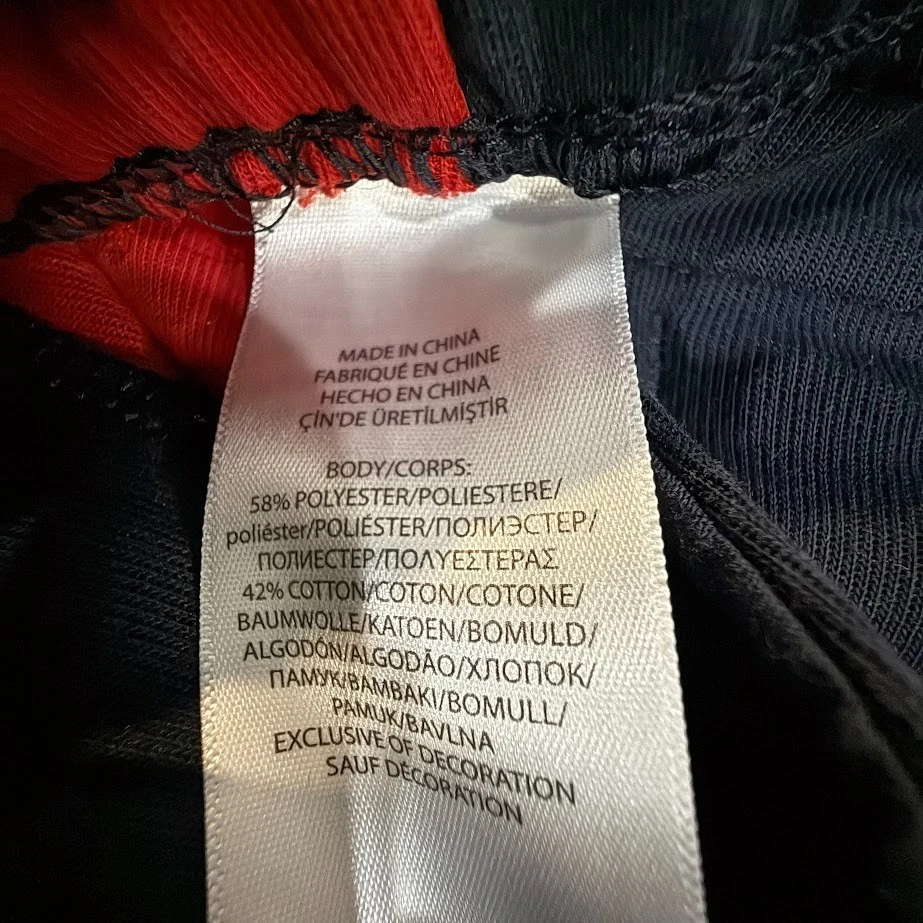 MADE IN CHINA
FABRIQUÉ EN CHINE
HECHO EN CHINA
ÇİN'DE ÜRETİLMİŞTİR
BODY/CORPS:
58% POLYESTER/POLIESTERE/
poliéster/POLIÉSTER/ПОЛИЭСТЕР/
ПОЛИЕСТЕР/ΠΟΛΥΕΣΤΕΡΑΣ
42% COTTON/COTON/COTONE/
BAUMWOLLE/KATOEN/BOMULD/
ALGODÓN/ALGODÃO/ХЛОПОК/
ПАМУК/BAMBAKI/BOMULL/
PAMUK/BAVLNA
EXCLUSIVE OF DECORATION
SAUF DÉCORATION